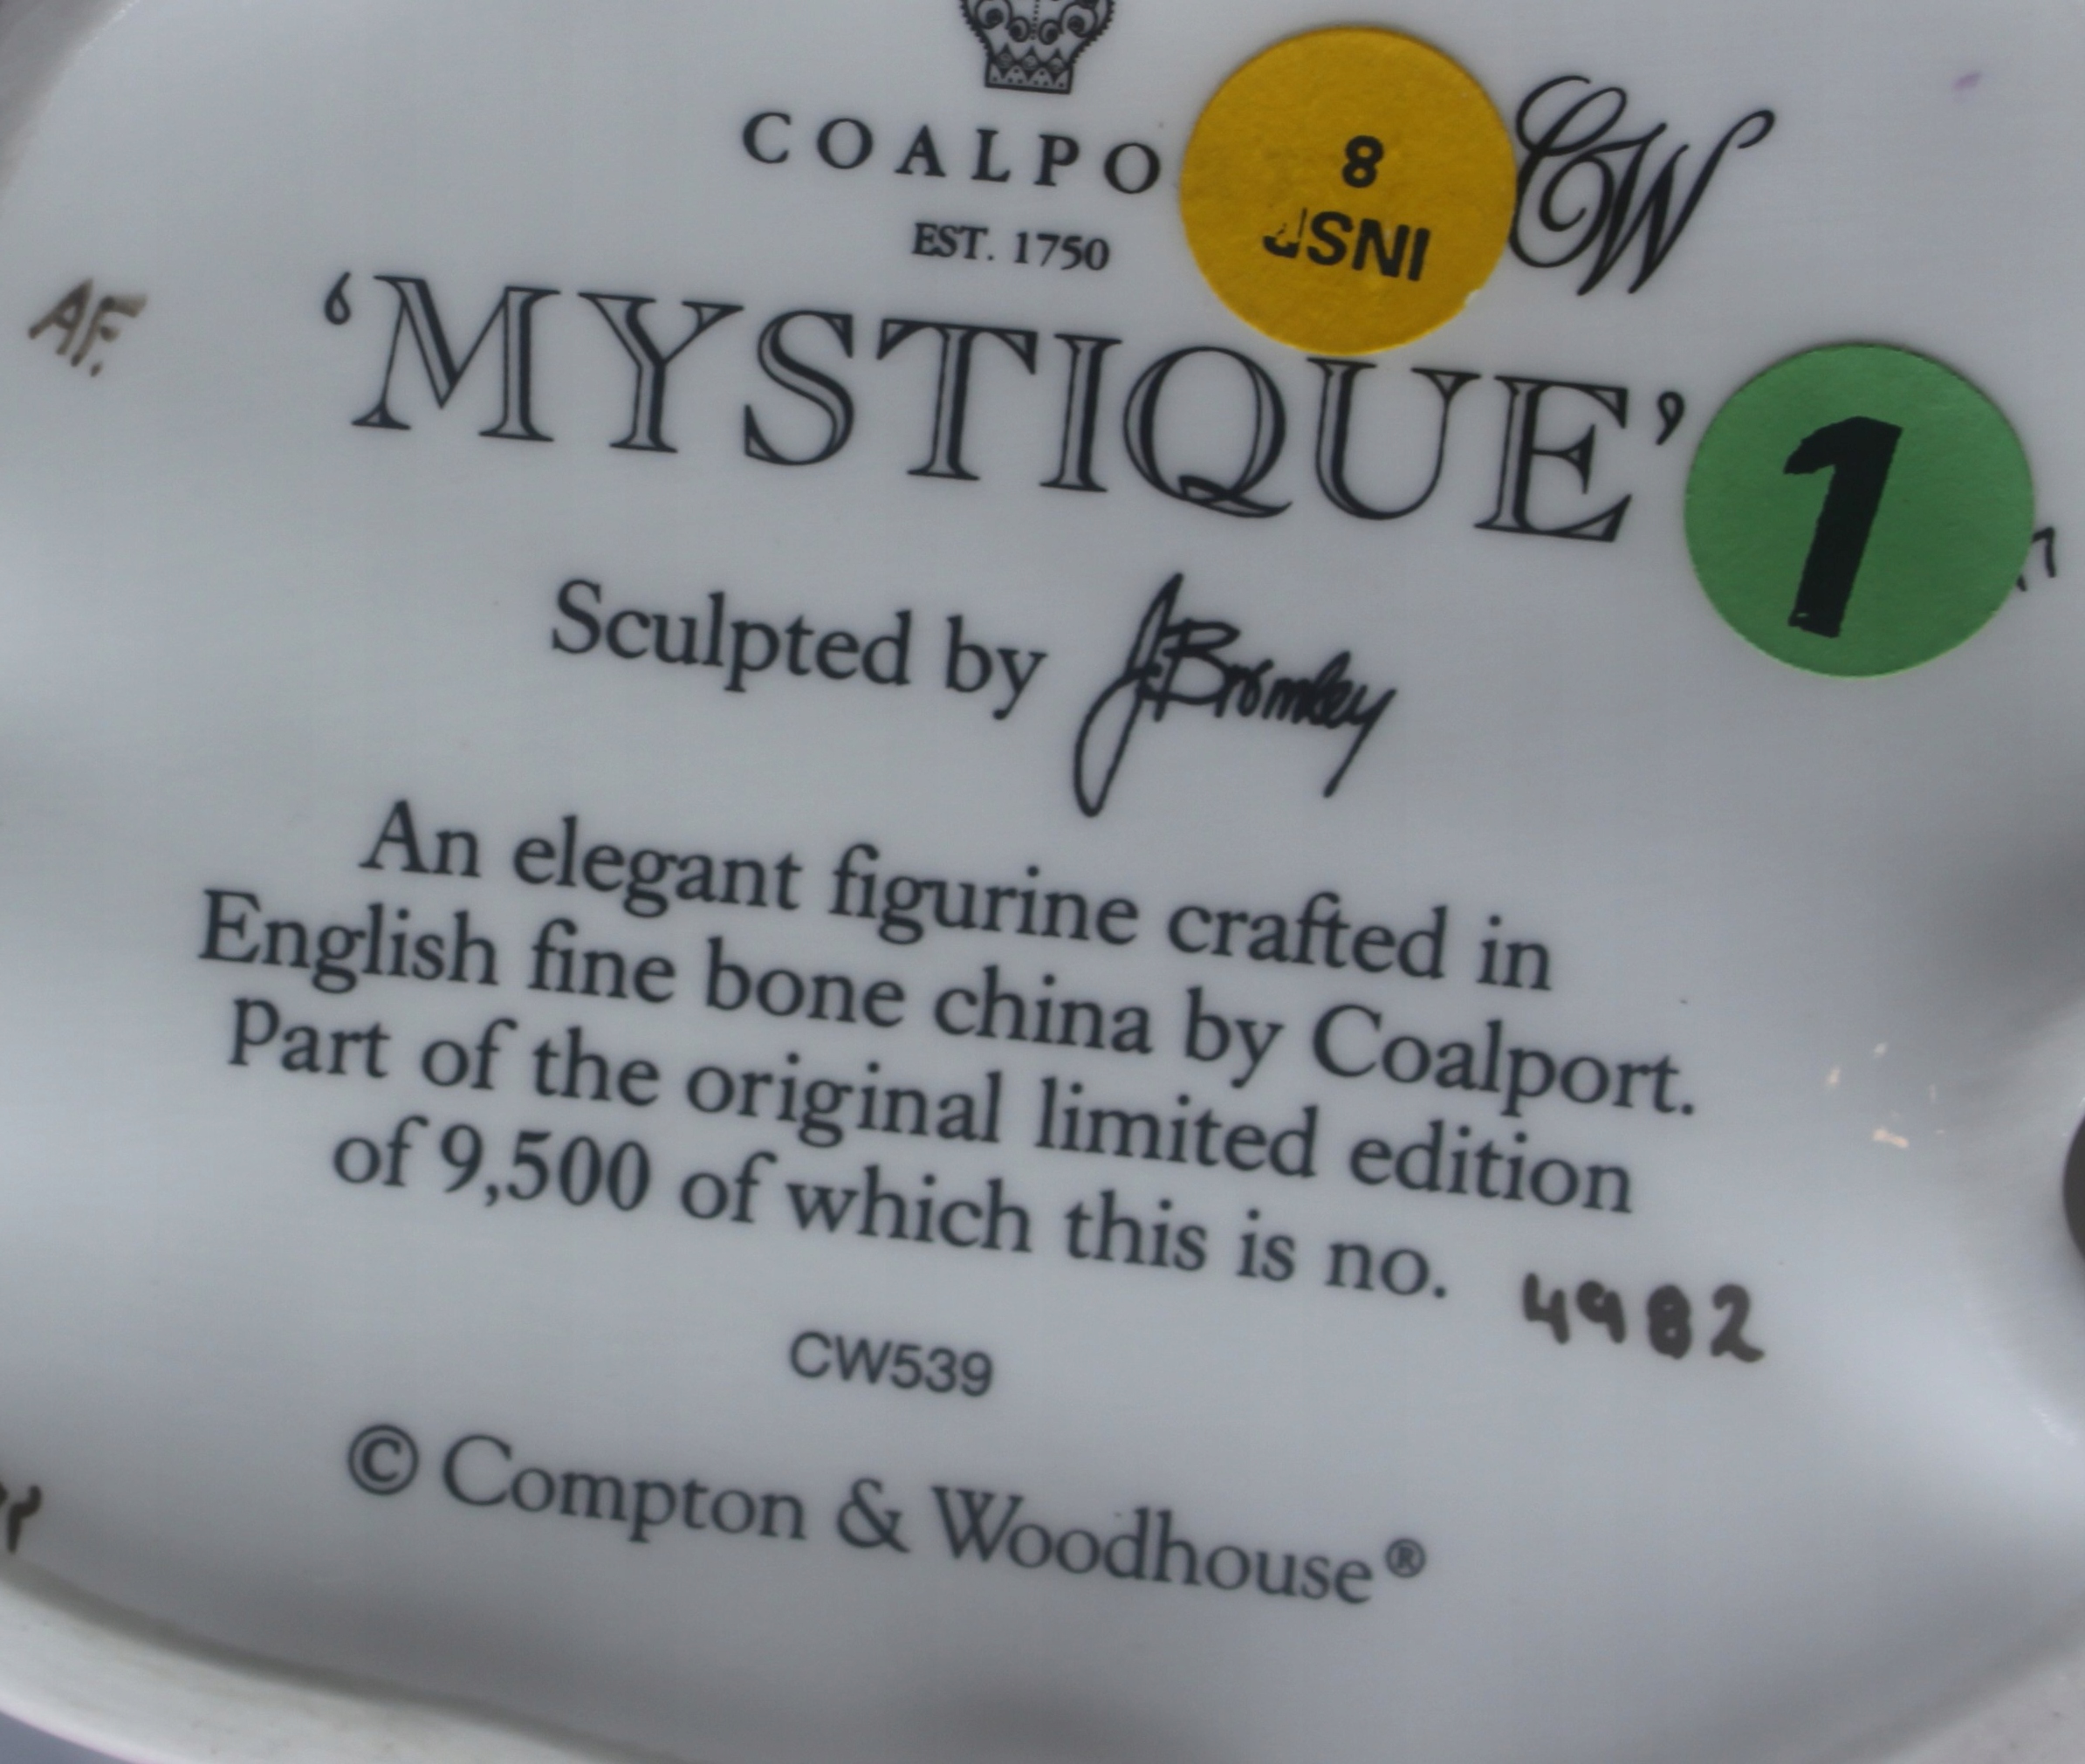 COALPO
CW
8
INSP
EST. 1750
AF.
'MYSTIQUE'
1
Sculpted by J. Bromley
An elegant figurine crafted in
English fine bone china by Coalport.
Part of the original limited edition
of 9,500 of which this is no. 4982
CW539
© Compton & Woodhouse®